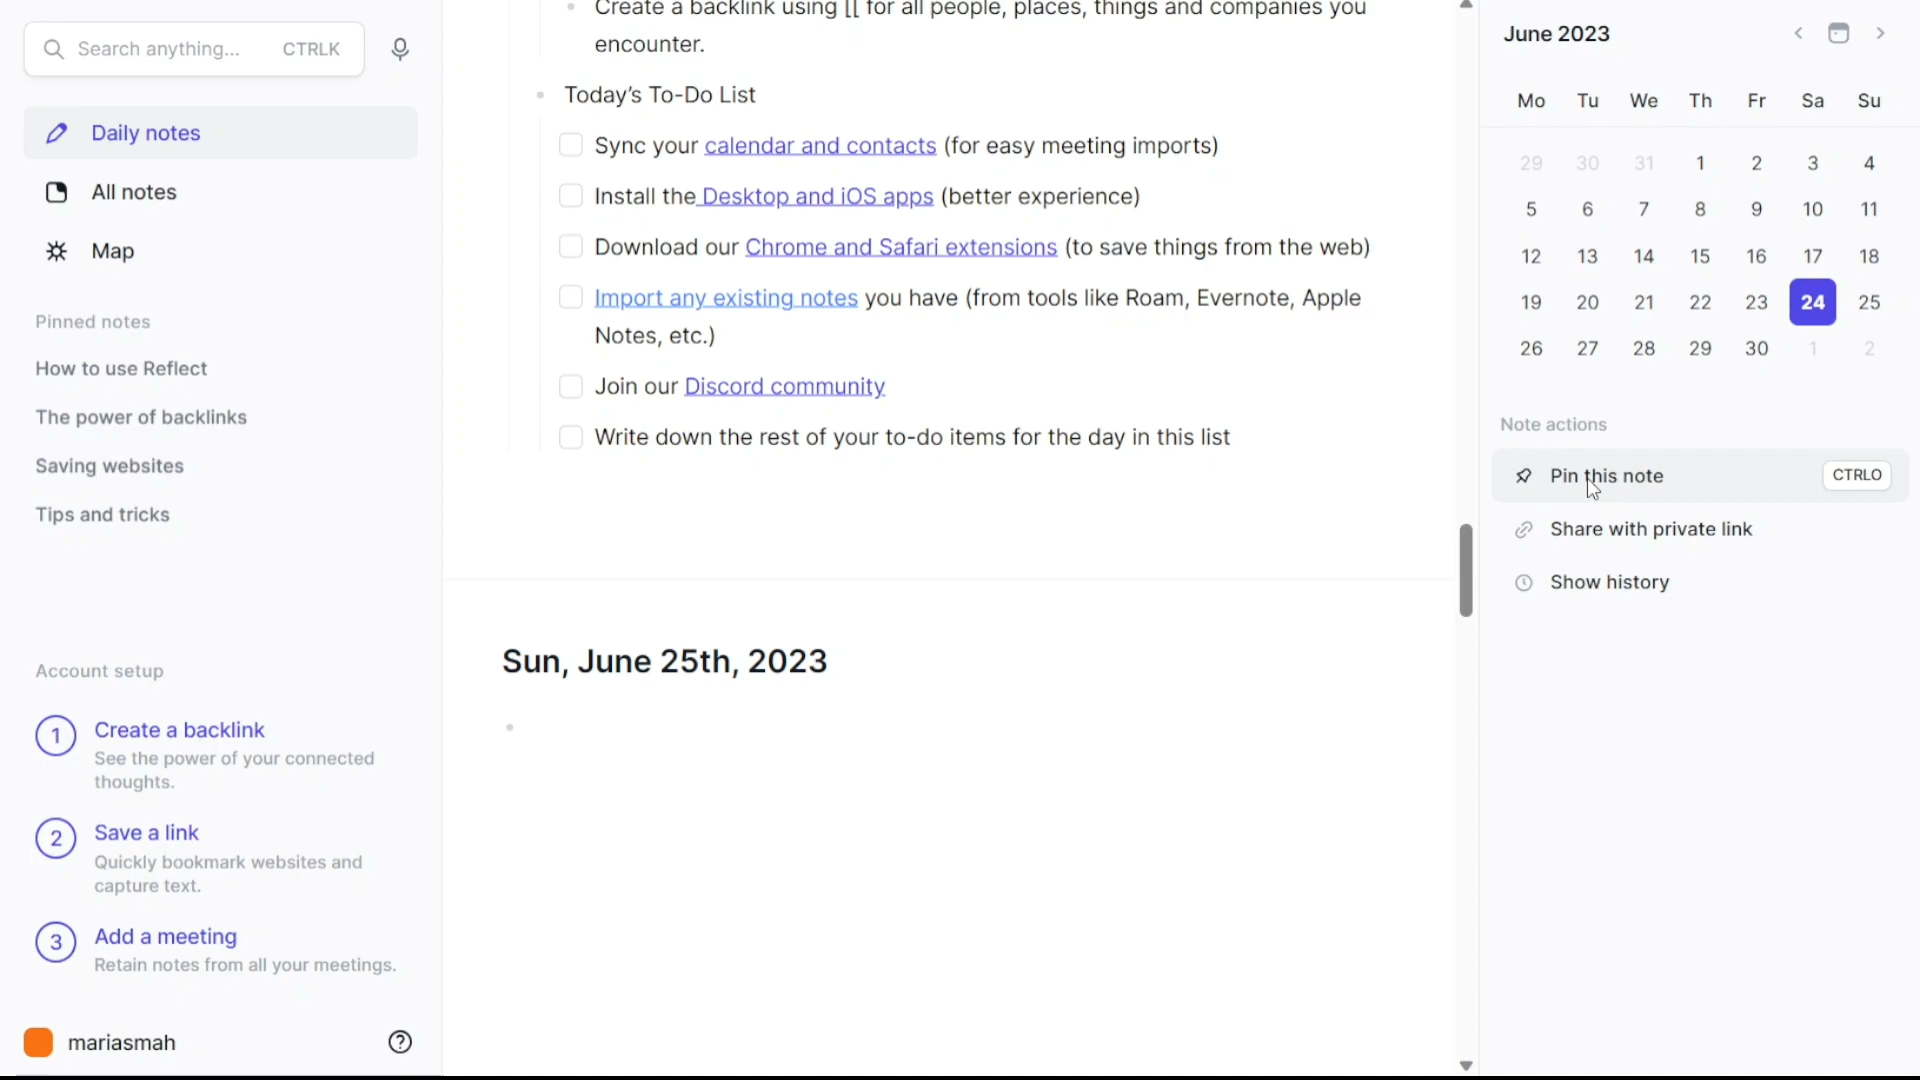 Search anything... CTRLK
Daily notes
All notes
Map
Pinned notes
How to use Reflect
The power of backlinks
Saving websites
Tips and tricks
Account setup
1 Create a backlink
See the power of your connected
thoughts.
2 Save a link
Quickly bookmark websites and
capture text.
3 Add a meeting
Retain notes from all your meetings.
mariasmah
Create a backlink using [[ for all people, places, things and companies you
encounter.
Today's To-Do List
Sync your calendar and contacts (for easy meeting imports)
Install the Desktop and iOS apps (better experience)
Download our Chrome and Safari extensions (to save things from the web)
Import any existing notes you have (from tools like Roam, Evernote, Apple
Notes, etc.)
Join our Discord community
Write down the rest of your to-do items for the day in this list
Sun, June 25th, 2023
June 2023
Mo Tu We Th Fr Sa Su
29 30 31 1 2 3 4
5 6 7 8 9 10 11
12 13 14 15 16 17 18
19 20 21 22 23 24 25
26 27 28 29 30 1 2
Note actions
Pin this note CTRLO
Share with private link
Show history